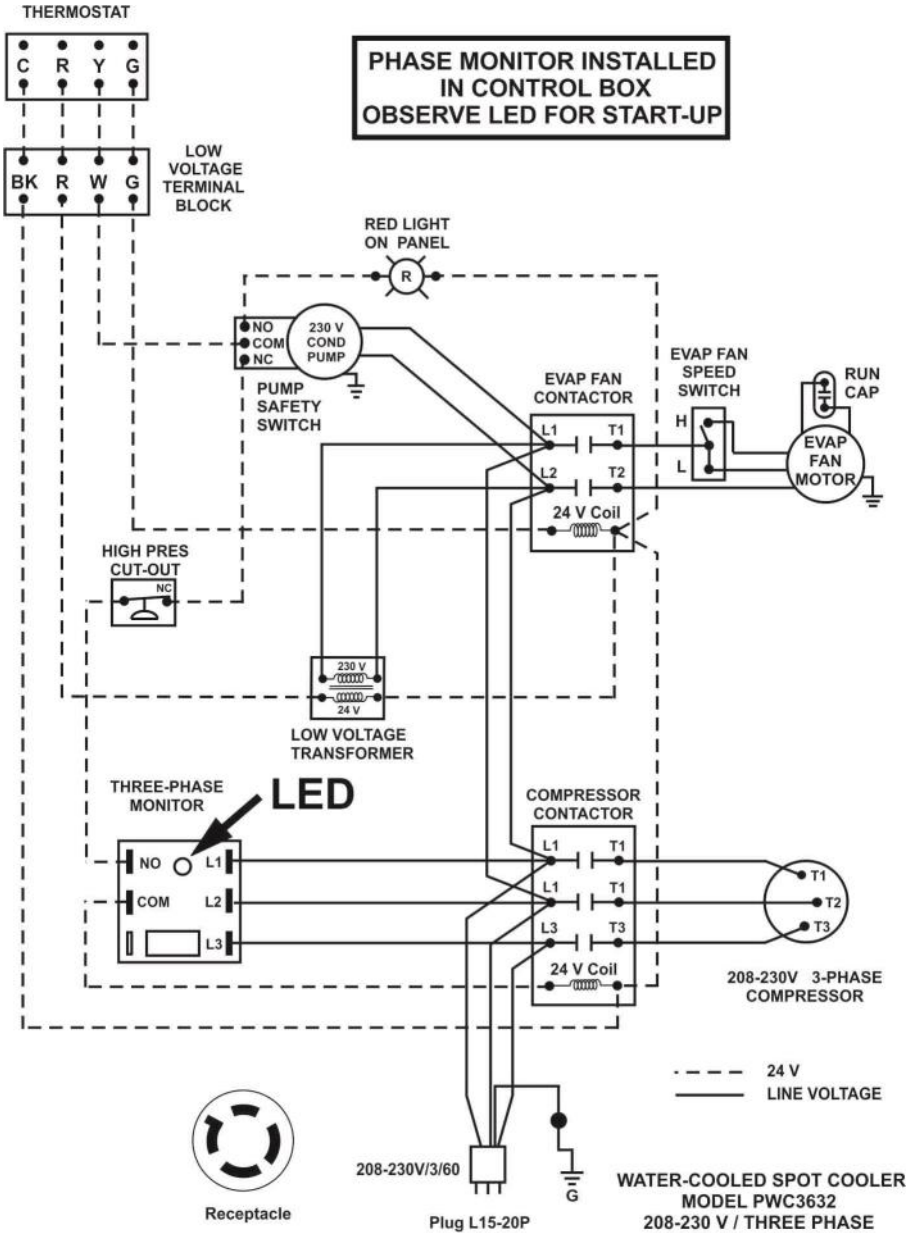 THERMOSTAT
C R Y G
PHASE MONITOR INSTALLED
IN CONTROL BOX
OBSERVE LED FOR START-UP
BK R W G
LOW
VOLTAGE
TERMINAL
BLOCK
RED LIGHT
ON PANEL
R
NO
COM
NC
230 V
COND
PUMP
PUMP
SAFETY
SWITCH
EVAP FAN
CONTACTOR
L1 T1
L2 T2
24 V Coil
EVAP FAN
SPEED
SWITCH
H
L
RUN
CAP
EVAP
FAN
MOTOR
HIGH PRES
CUT-OUT
NC
230 V
24 V
LOW VOLTAGE
TRANSFORMER
THREE-PHASE
MONITOR
LED
NO L1
COM L2
L3
COMPRESSOR
CONTACTOR
L1 T1
L1 T1
L3 T3
24 V Coil
T1
T2
T3
208-230V 3-PHASE
COMPRESSOR
24 V
LINE VOLTAGE
Receptacle
208-230V/3/60
Plug L15-20P
G
WATER-COOLED SPOT COOLER
MODEL PWC3632
208-230 V / THREE PHASE